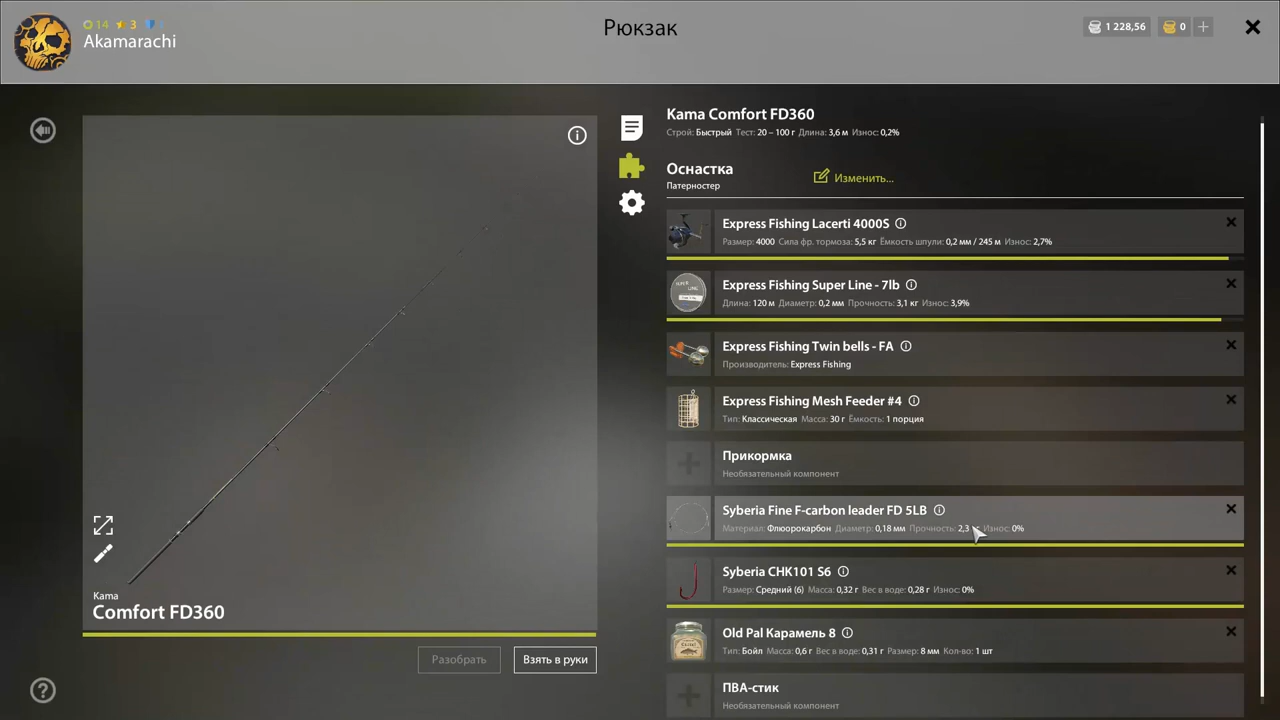 14 3
Akamarachi
Рюкзак
1 228,56 0
Kama Comfort FD360
Строй: Быстрый Тест: 20 – 100 г Длина: 3,6 м Износ: 0,2%
Оснастка
Патерностер
Изменить...
Express Fishing Lacerti 4000S
Размер: 4000 Сила фр. тормоза: 5,5 кг Ёмкость шпули: 0,2 мм / 245 м Износ: 2,7%
Express Fishing Super Line - 7lb
Длина: 120 м Диаметр: 0,2 мм Прочность: 3,1 кг Износ: 3,9%
Express Fishing Twin bells - FA
Производитель: Express Fishing
Express Fishing Mesh Feeder #4
Тип: Классическая Масса: 30 г Ёмкость: 1 порция
Прикормка
Необязательный компонент
Syberia Fine F-carbon leader FD 5LB
Материал: Флюорокарбон Диаметр: 0,18 мм Прочность: 2,3 Износ: 0%
Syberia CHK101 S6
Размер: Средний (6) Масса: 0,32 г Вес в воде: 0,28 г Износ: 0%
Old Pal Карамель 8
Тип: Бойл Масса: 0,6 г Вес в воде: 0,31 г Размер: 8 мм Кол-во: 1 шт
ПВА-стик
Необязательный компонент
Kama
Comfort FD360
Разобрать Взять в руки